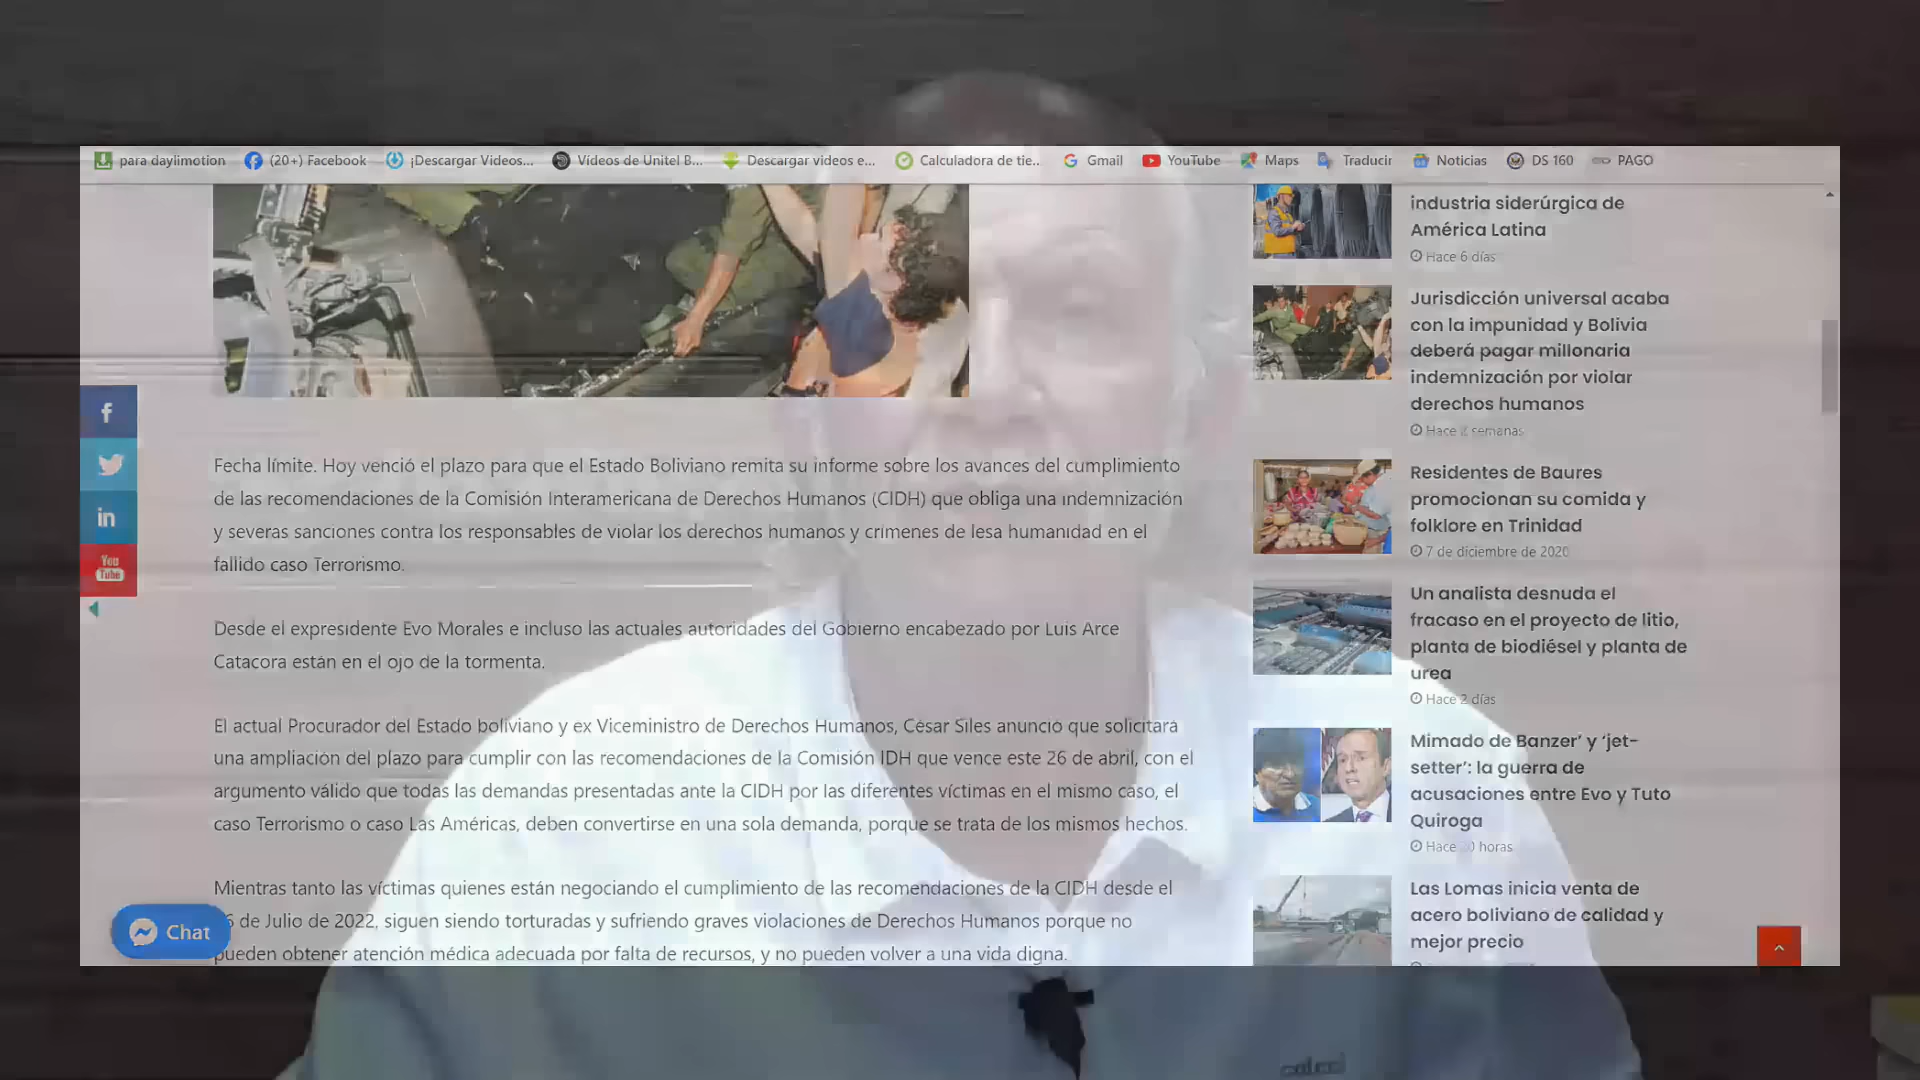 para daylimotion
(20+) Facebook
¡Descargar Videos...
Vídeos de Unitel B...
Descargar videos e...
Calculadora de tie...
Gmail
YouTube
Maps
Traducir
Noticias
DS 160
PAGO
You
Tube
Fecha límite. Hoy venció el plazo para que el Estado Boliviano remita su informe sobre los avances del cumplimiento
de las recomendaciones de la Comisión Interamericana de Derechos Humanos (CIDH) que obliga una indemnización
y severas sanciones contra los responsables de violar los derechos humanos y crímenes de lesa humanidad en el
fallido caso Terrorismo.
Desde el expresidente Evo Morales e incluso las actuales autoridades del Gobierno encabezado por Luis Arce
Catacora están en el ojo de la tormenta.
El actual Procurador del Estado boliviano y ex Viceministro de Derechos Humanos, César Siles anunció que solicitará
una ampliación del plazo para cumplir con las recomendaciones de la Comisión IDH que vence este 26 de abril, con el
argumento válido que todas las demandas presentadas ante la CIDH por las diferentes víctimas en el mismo caso, el
caso Terrorismo o caso Las Américas, deben convertirse en una sola demanda, porque se trata de los mismos hechos.
Mientras tanto las víctimas quienes están negociando el cumplimiento de las recomendaciones de la CIDH desde el
6 de Julio de 2022, siguen siendo torturadas y sufriendo graves violaciones de Derechos Humanos porque no
pueden obtener atención médica adecuada por falta de recursos, y no pueden volver a una vida digna.
Chat
industria siderúrgica de
América Latina
Hace 6 días
Jurisdicción universal acaba
con la impunidad y Bolivia
deberá pagar millonaria
indemnización por violar
derechos humanos
Hace 2 semanas
Residentes de Baures
promocionan su comida y
folklore en Trinidad
7 de diciembre de 2020
Un analista desnuda el
fracaso en el proyecto de litio,
planta de biodiésel y planta de
urea
Hace 2 días
Mimado de Banzer' y 'jet-
setter': la guerra de
acusaciones entre Evo y Tuto
Quiroga
Hace horas
Las Lomas inicia venta de
acero boliviano de calidad y
mejor precio